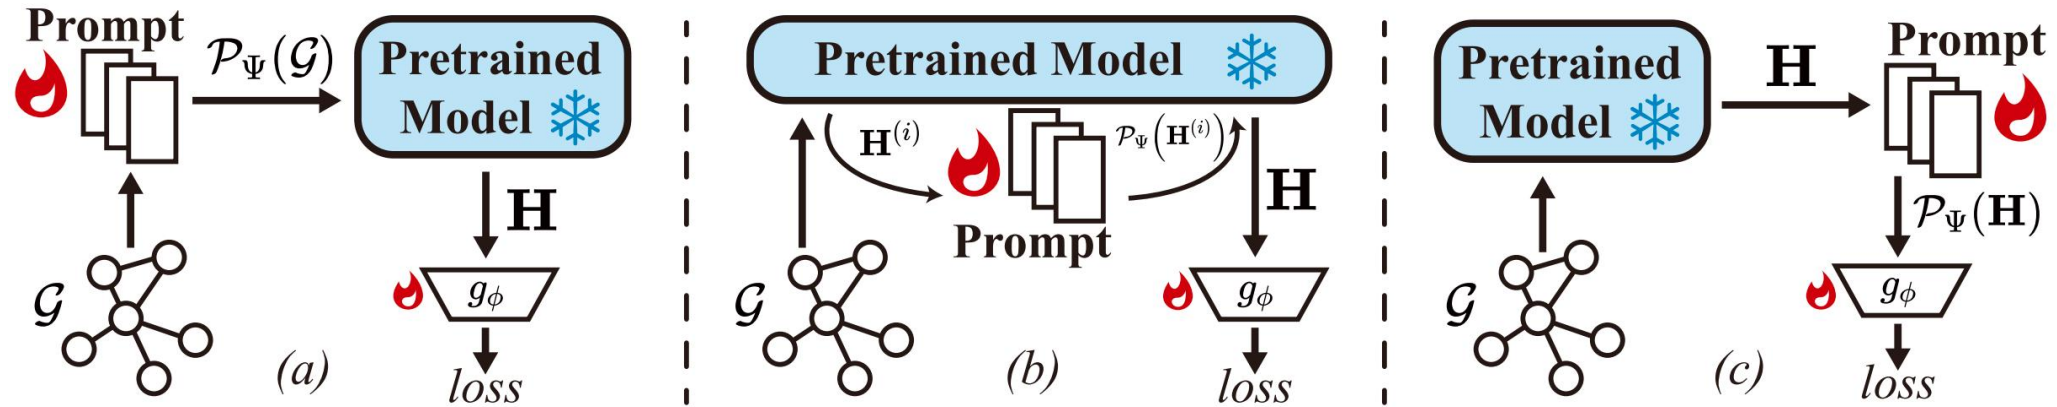 Prompt
𝒫_Ψ(𝒢)
Pretrained
Model
H
𝒢
g_ϕ
(a)
loss
Pretrained Model
H^(i)
𝒫_Ψ(H^(i))
Prompt
H
𝒢
g_ϕ
(b)
loss
Pretrained
Model
H
Prompt
𝒫_Ψ(H)
𝒢
g_ϕ
(c)
loss